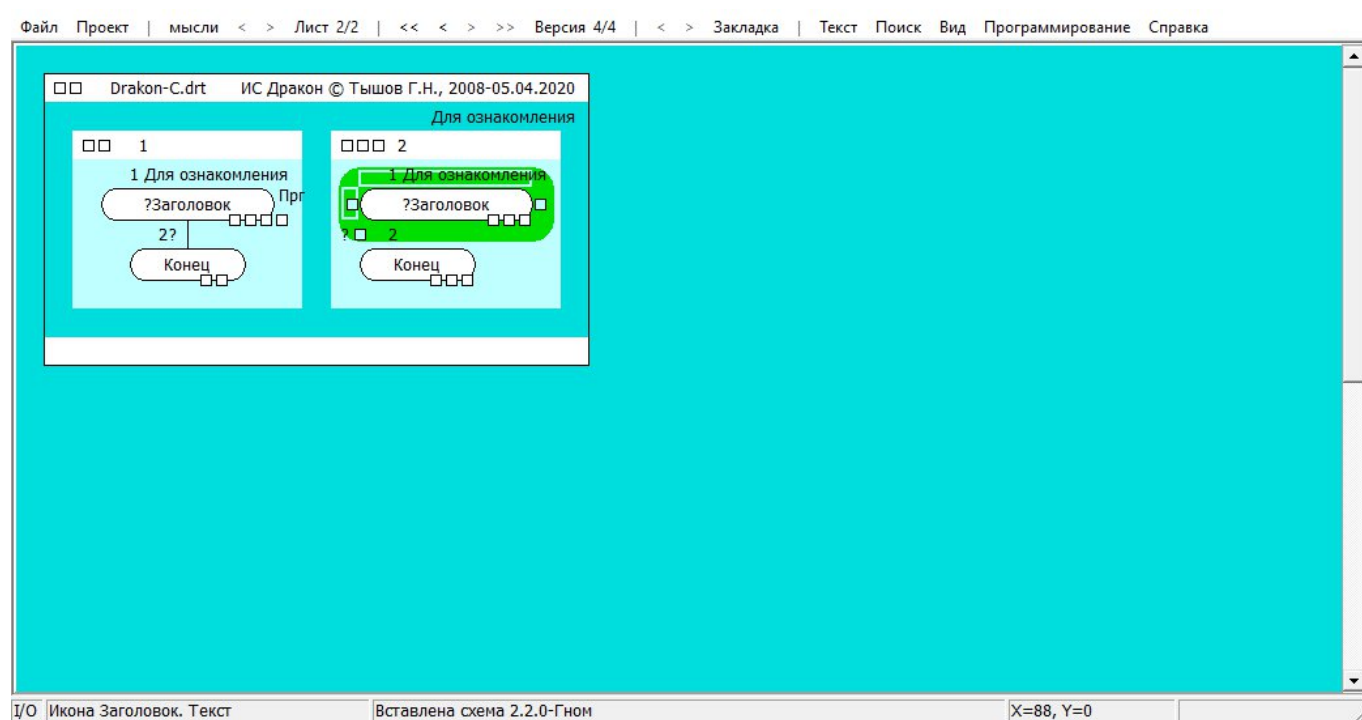 Файл Проект | мысли < > Лист 2/2 | << < > >> Версия 4/4 | < > Закладка | Текст Поиск Вид Программирование Справка
Drakon-C.drt ИС Дракон © Тышов Г.Н., 2008-05.04.2020
Для ознакомления
1 2
1 Для ознакомления 1 Для ознакомления
?Заголовок Прг ?Заголовок
2? ? 2
Конец Конец
I/O Икона Заголовок. Текст Вставлена схема 2.2.0-Гном X=88, Y=0